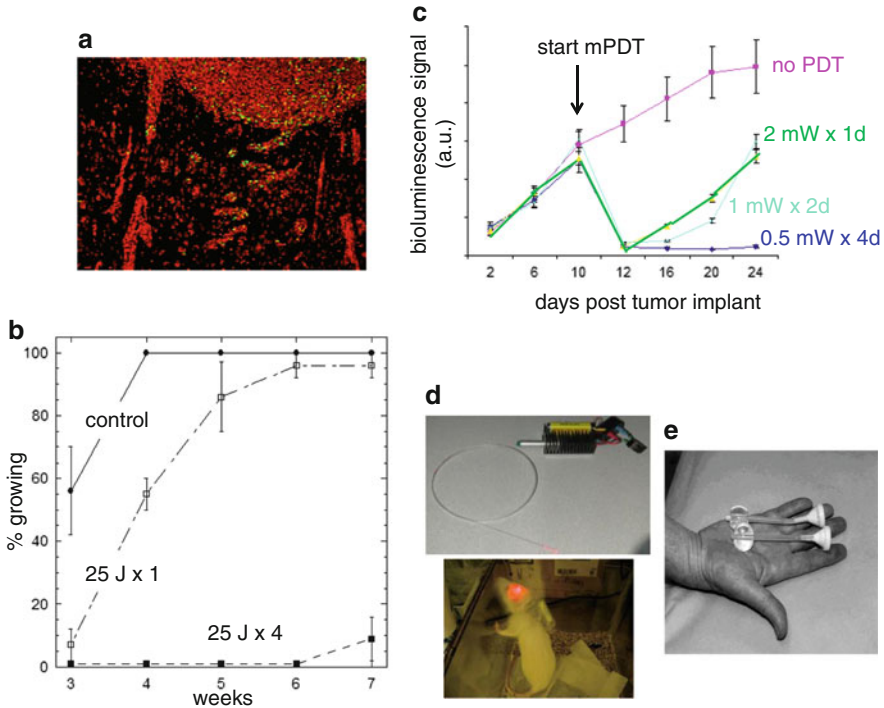 a
c
bioluminescence signal
(a.u.)
start mPDT
no PDT
2 mW x 1d
1 mW x 2d
0.5 mW x 4d
2 6 10 12 16 20 24
days post tumor implant
b
% growing
100
80
60
40
20
0
control
25 J x 1
25 J x 4
3 4 5 6 7
weeks
d
e